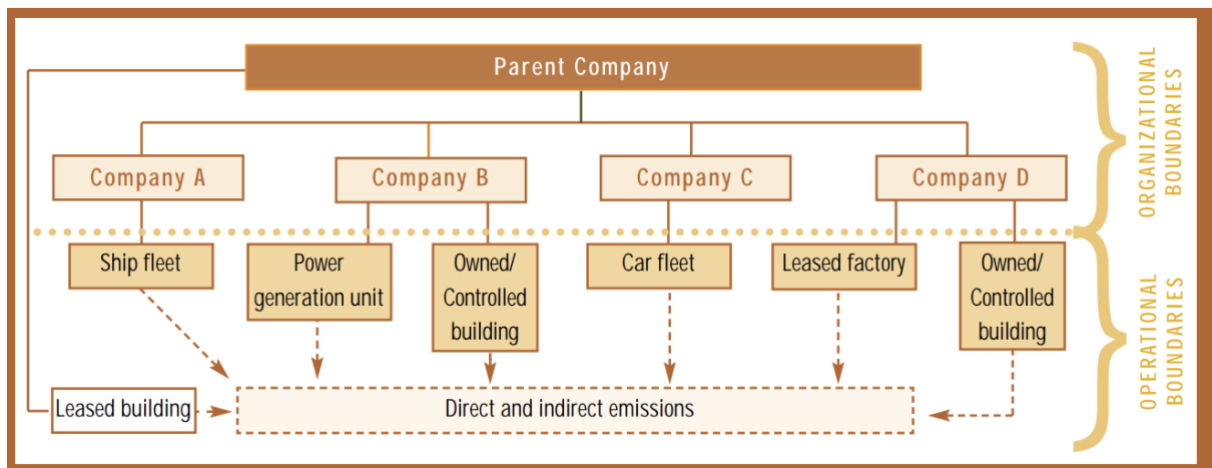 Parent Company
ORGANIZATIONAL
BOUNDARIES
Company A
Company B
Company C
Company D
Ship fleet
Power
generation unit
Owned/
Controlled
building
Car fleet
Leased factory
Owned/
Controlled
building
OPERATIONAL
BOUNDARIES
Leased building
Direct and indirect emissions